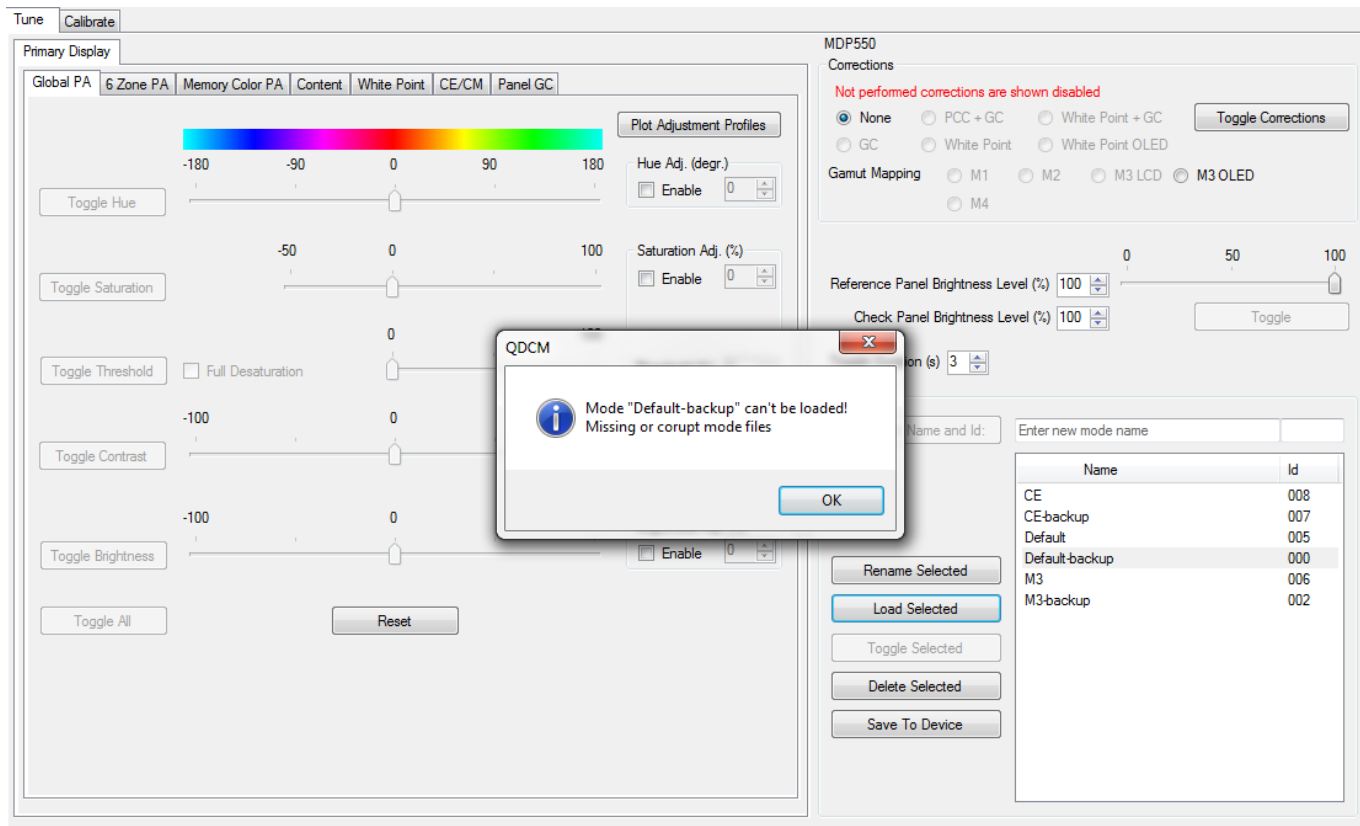 Tune Calibrate
Primary Display
Global PA 6 Zone PA Memory Color PA Content White Point CE/CM Panel GC
Plot Adjustment Profiles
-180 -90 0 90 180
Hue Adj. (degr.)
Toggle Hue
Enable 0
-50 0 100
Saturation Adj. (%)
Toggle Saturation
Enable 0
0
Toggle Threshold
Full Desaturation
-100 0
Toggle Contrast
-100 0
Toggle Brightness
Enable 0
Toggle All
Reset
QDCM
Mode "Default-backup" can't be loaded!
Missing or corupt mode files
OK
MDP550
Corrections
Not performed corrections are shown disabled
None PCC + GC White Point + GC
Toggle Corrections
GC White Point White Point OLED
Gamut Mapping M1 M2 M3 LCD M3 OLED
M4
0 50 100
Reference Panel Brightness Level (%) 100
Check Panel Brightness Level (%) 100
Toggle
(s) 3
Name and Id:
Enter new mode name
Name Id
CE 008
CE-backup 007
Default 005
Default-backup 000
M3 006
M3-backup 002
Rename Selected
Load Selected
Toggle Selected
Delete Selected
Save To Device